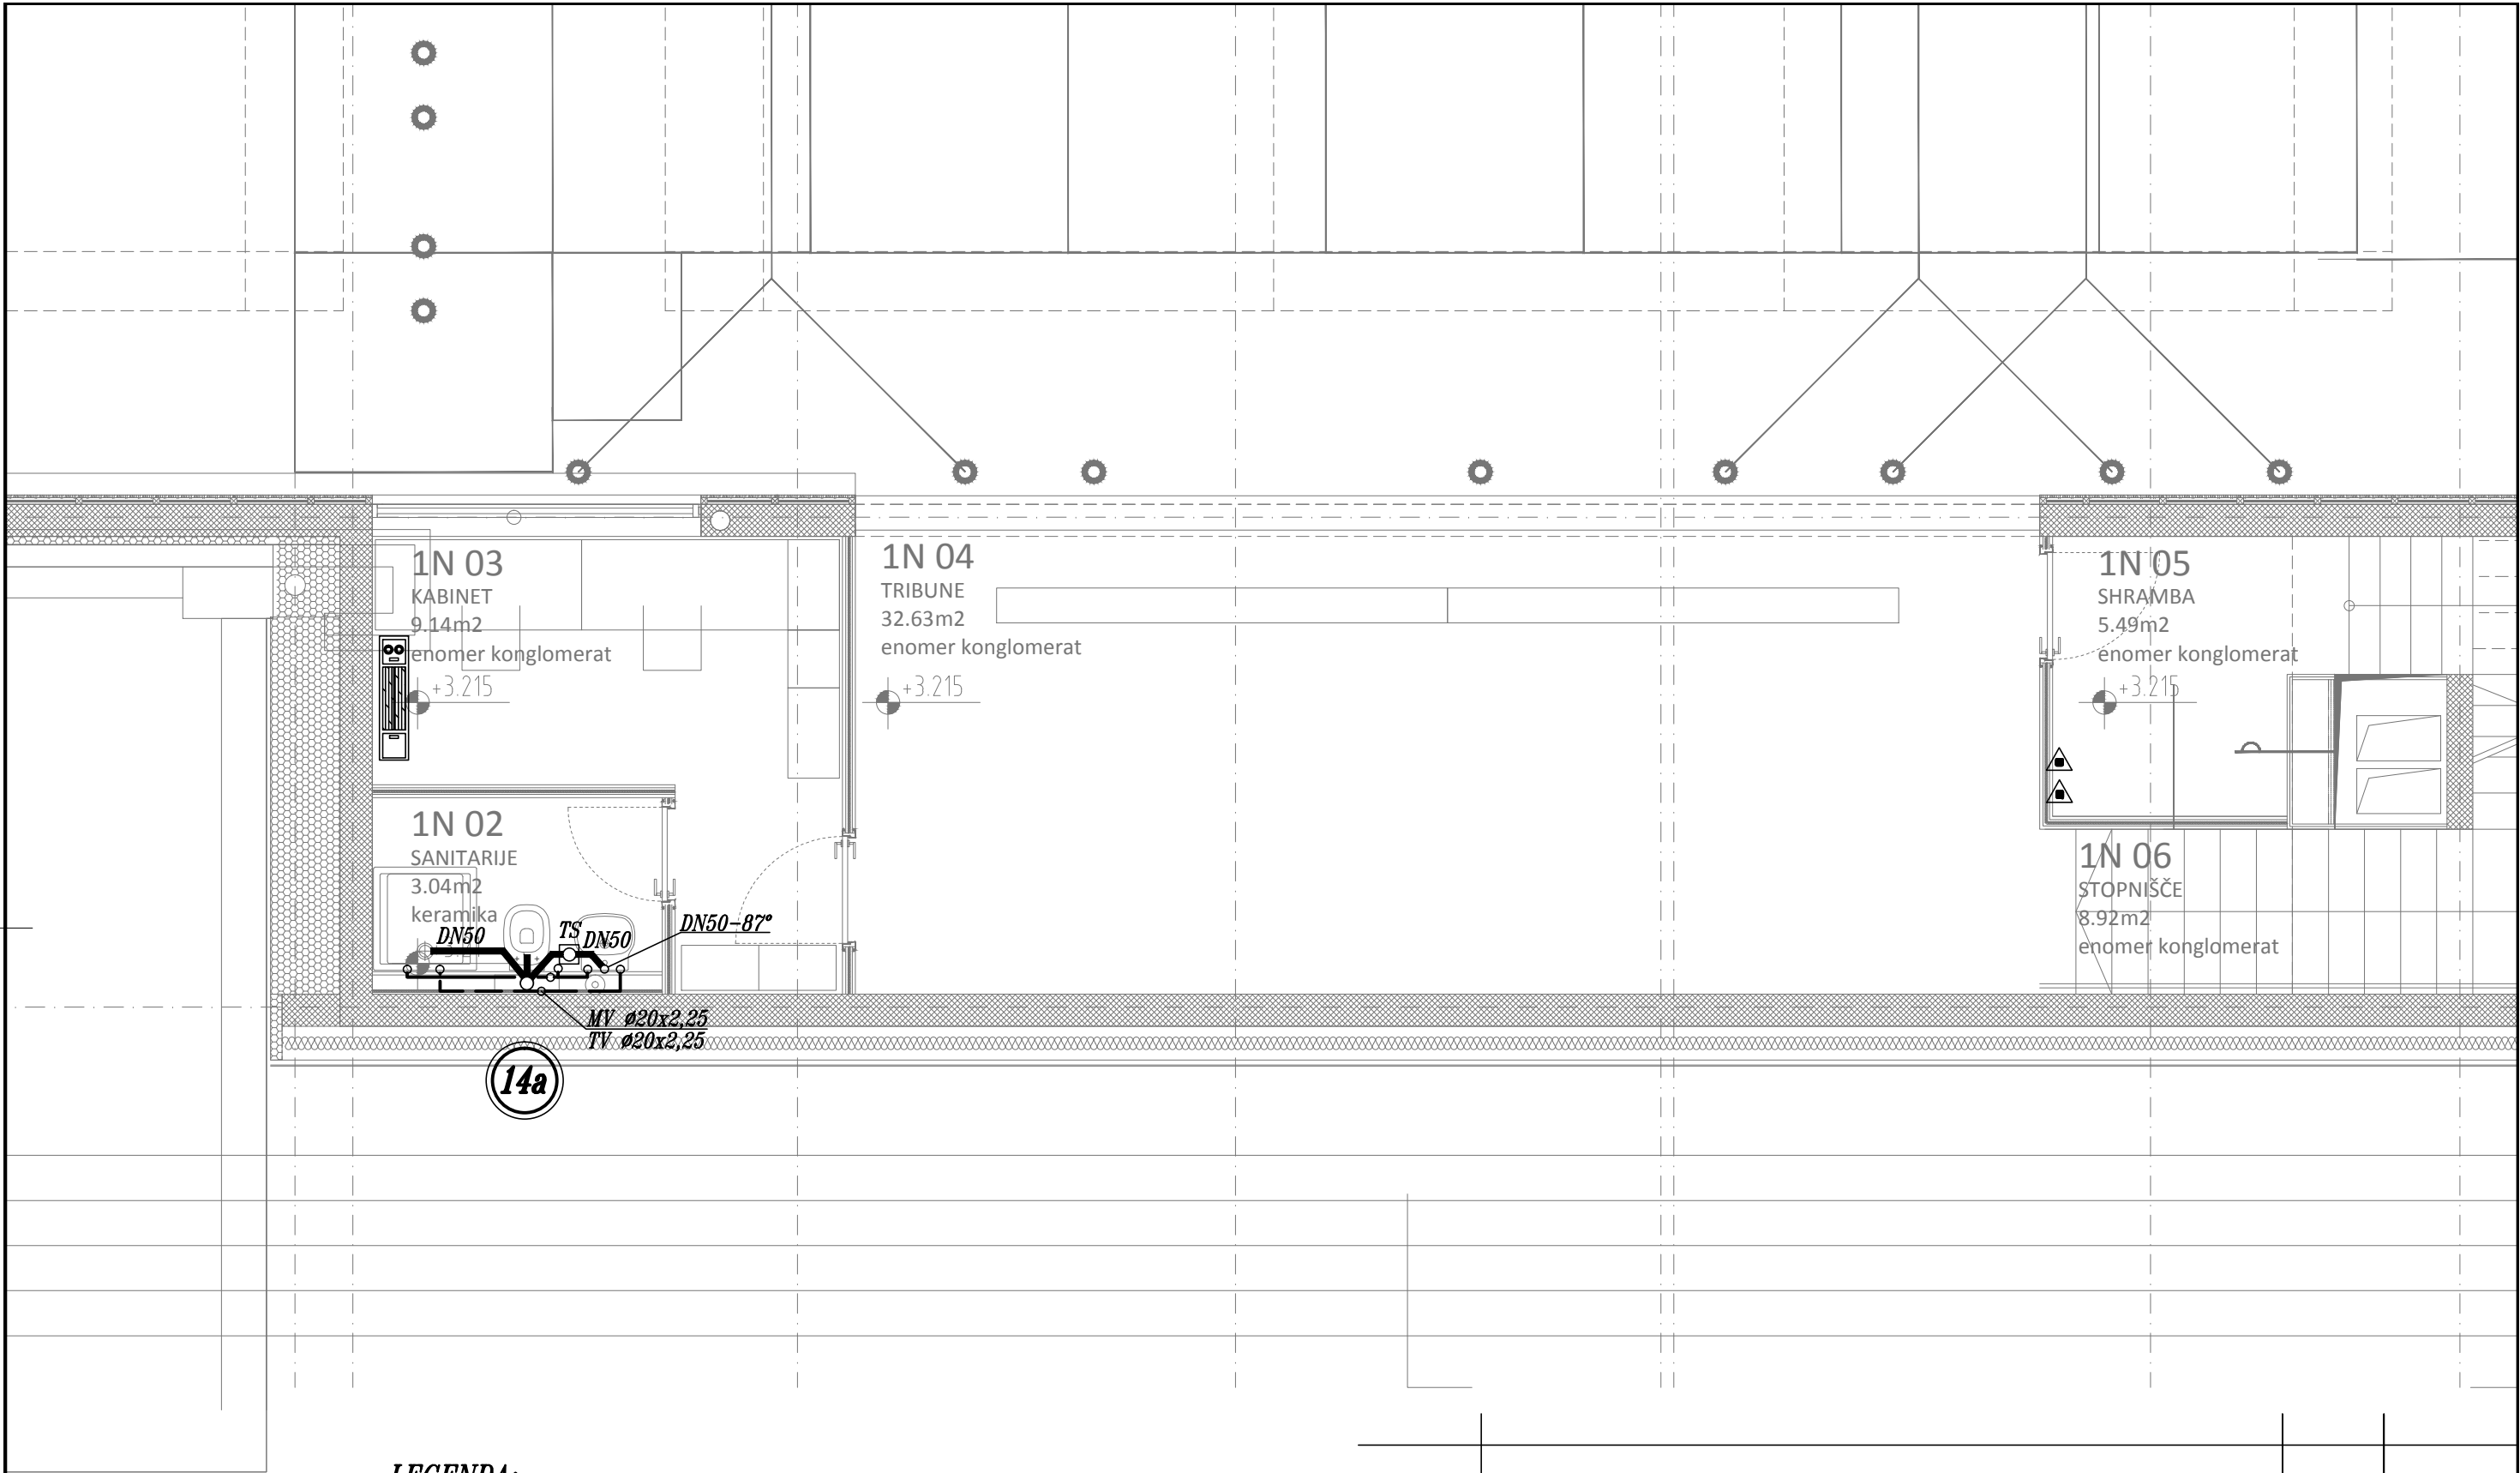 1N 03
KABINET
9.14m2
enomer konglomerat
+3.215
1N 04
TRIBUNE
32.63m2
enomer konglomerat
+3.215
1N 05
SHRAMBA
5.49m2
enomer konglomerat
+3.215
1N 02
SANITARIJE
3.04m2
keramika
DN50
TS
DN50
DN50-87°
MV ø20x2,25
TV ø20x2,25
14a
1N 06
STOPNIŠČE
8.92m2
enomer konglomerat
LEGENDA: